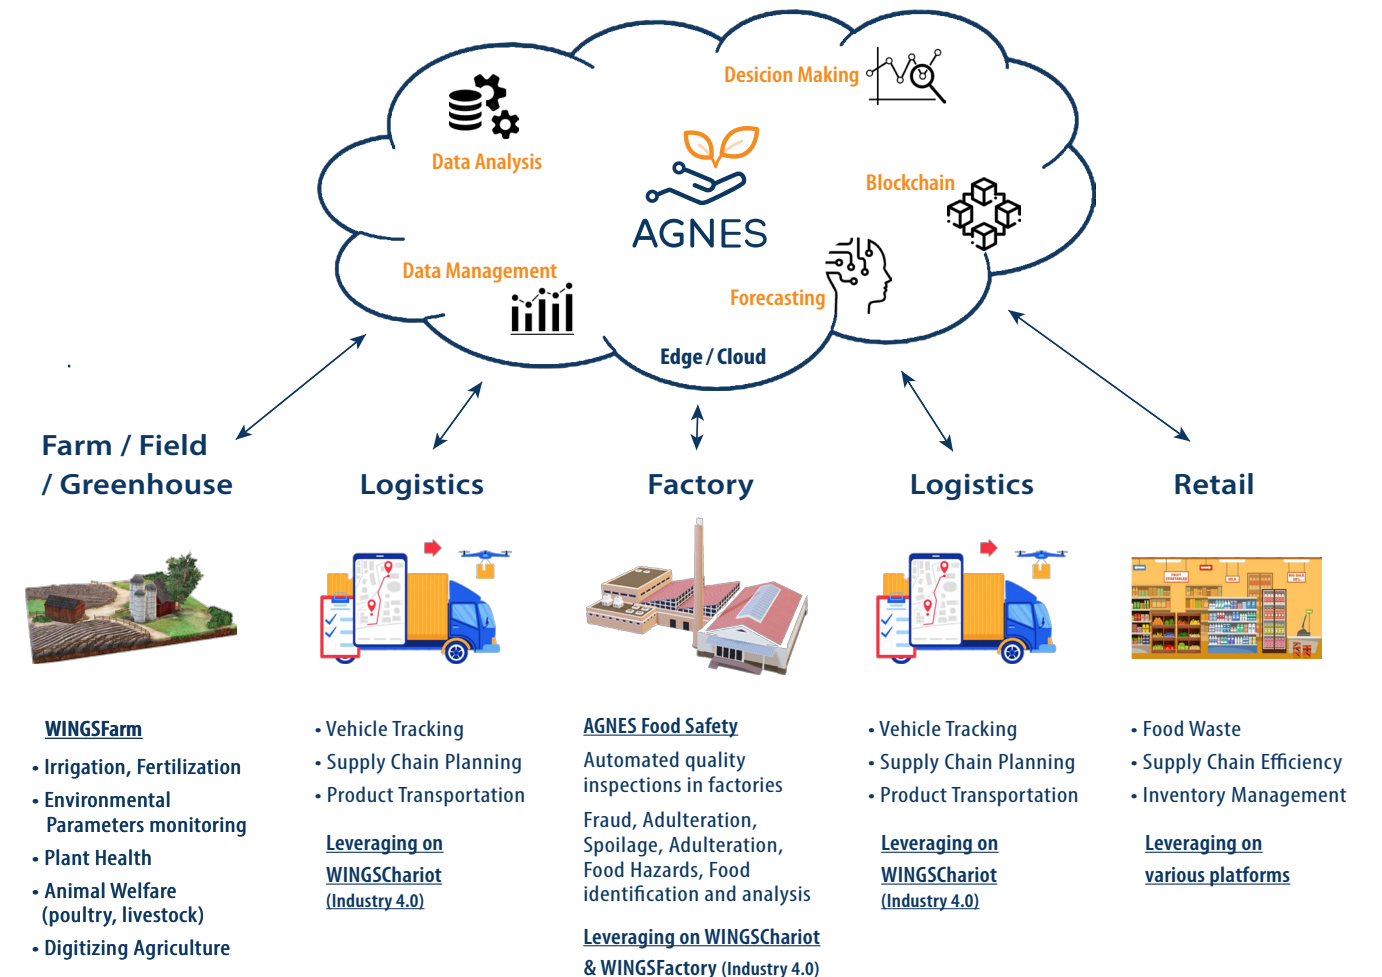 Desicion Making
Data Analysis
Blockchain
AGNES
Data Management
Forecasting
Edge / Cloud
Farm / Field
/ Greenhouse
Logistics
Factory
Logistics
Retail
WINGSFarm
• Irrigation, Fertilization
• Environmental
Parameters monitoring
• Plant Health
• Animal Welfare
(poultry, livestock)
• Digitizing Agriculture
• Vehicle Tracking
• Supply Chain Planning
• Product Transportation
Leveraging on
WINGSChariot
(Industry 4.0)
AGNES Food Safety
Automated quality
inspections in factories
Fraud, Adulteration,
Spoilage, Adulteration,
Food Hazards, Food
identification and analysis
Leveraging on WINGSChariot
& WINGSFactory (Industry 4.0)
• Vehicle Tracking
• Supply Chain Planning
• Product Transportation
Leveraging on
WINGSChariot
(Industry 4.0)
MILK
• Food Waste
• Supply Chain Efficiency
• Inventory Management
Leveraging on
various platforms